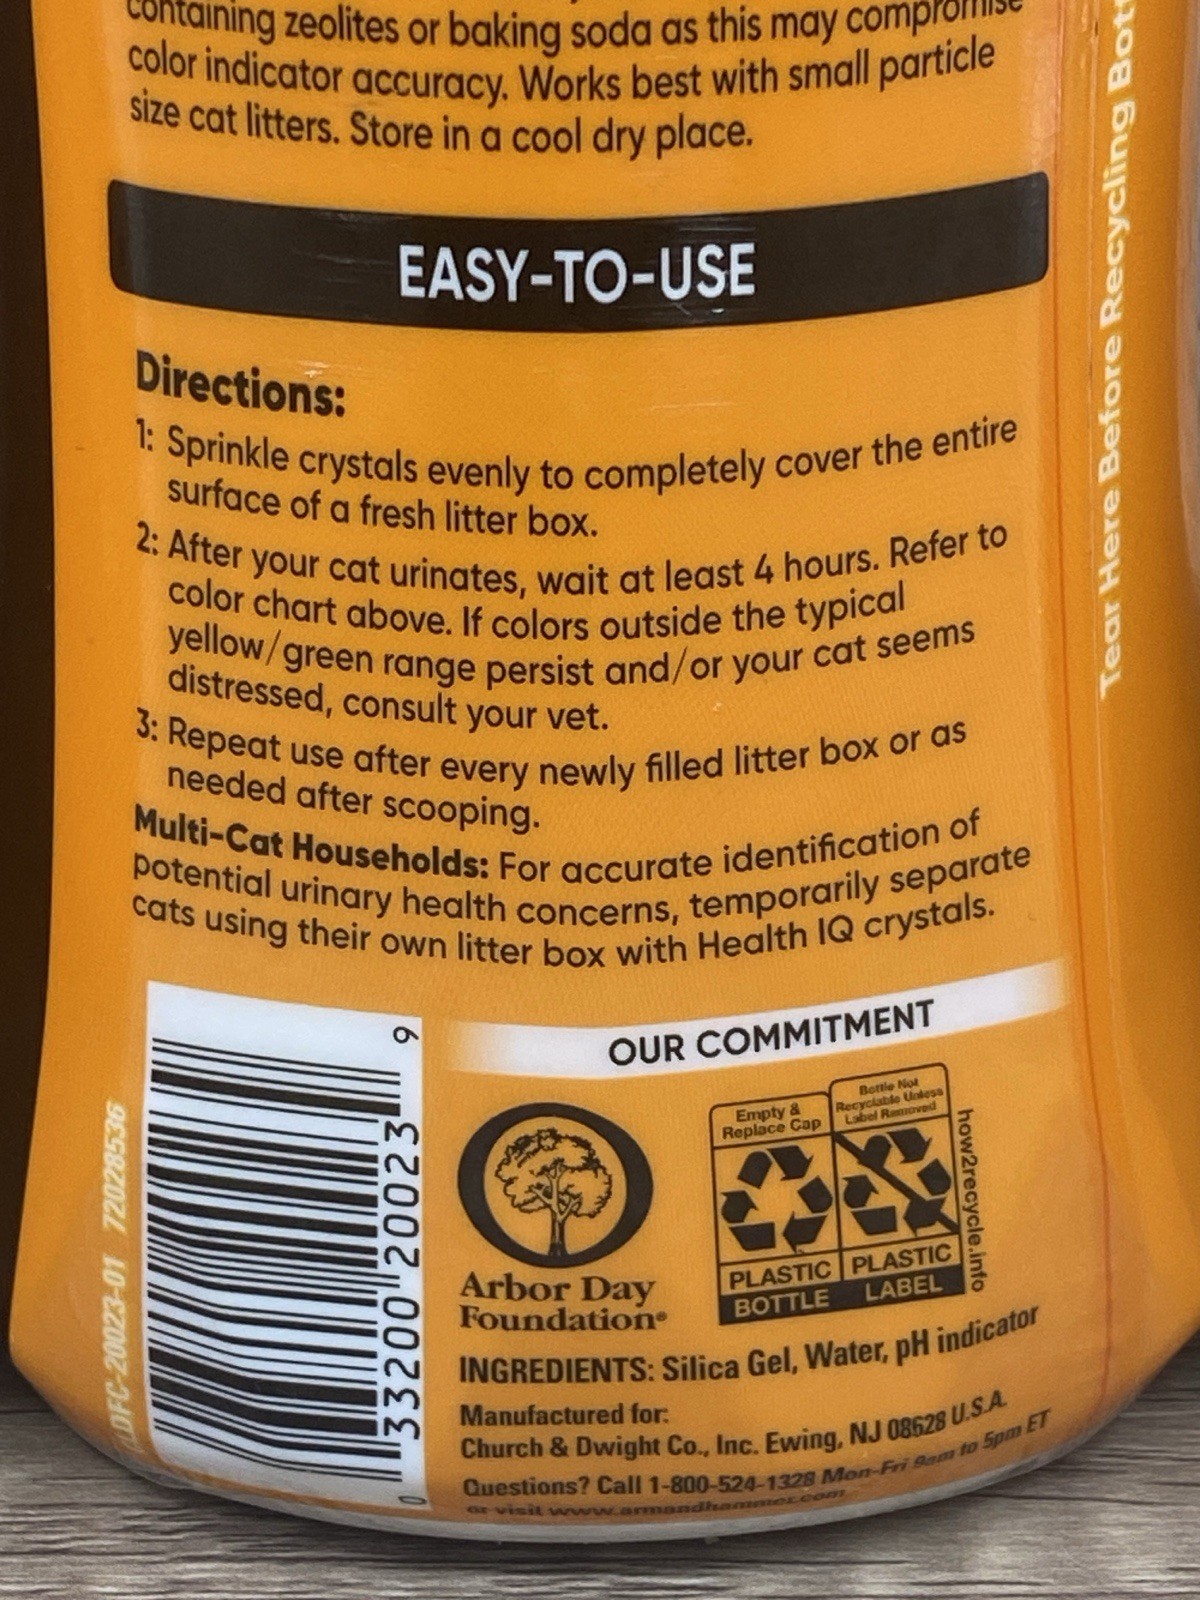 containing zeolites or baking soda as this may compromise
color indicator accuracy. Works best with small particle
size cat litters. Store in a cool dry place.
EASY-TO-USE
Directions:
1: Sprinkle crystals evenly to completely cover the entire
surface of a fresh litter box.
2: After your cat urinates, wait at least 4 hours. Refer to
color chart above. If colors outside the typical
yellow/green range persist and/or your cat seems
distressed, consult your vet.
3: Repeat use after every newly filled litter box or as
needed after scooping.
Multi-Cat Households: For accurate identification of
potential urinary health concerns, temporarily separate
cats using their own litter box with Health IQ crystals.
OUR COMMITMENT
Arbor Day
Foundation®
Empty &
Replace Cap
PLASTIC
BOTTLE
Bottle Not
Recyclable Unless
Label Removed
PLASTIC
LABEL
how2recycle.info
INGREDIENTS: Silica Gel, Water, pH indicator
Manufactured for:
Church & Dwight Co., Inc. Ewing, NJ 08628 U.S.A.
Questions? Call 1-800-524-1328 Mon-Fri 9am to 5pm ET
or visit www.armandhammer.com
0 33200 20023 9
72028536
Tear Here Before Recycling